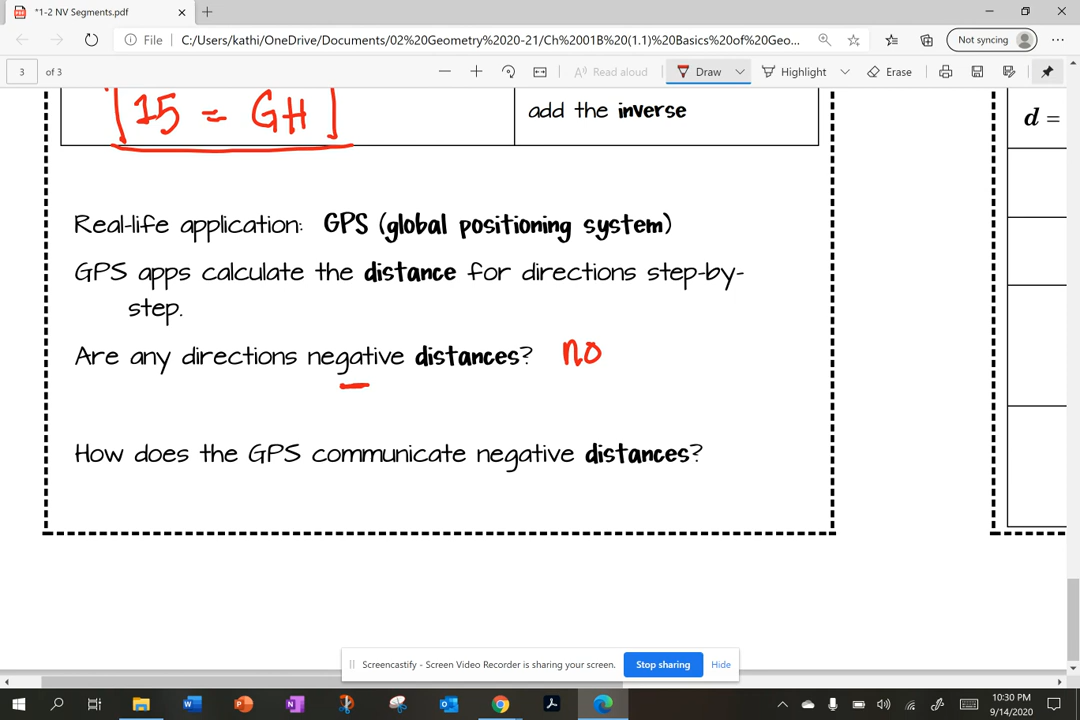 *1-2 NV Segments.pdf
File C:/Users/kathi/OneDrive/Documents/02%20Geometry%2020-21/Ch%2001B%20(1.1)%20Basics%20of%20Geo... Not syncing
3 of 3 Read aloud Draw Highlight Erase
15 = GH
add the inverse
d =
Real-life application: GPS (global positioning system)
GPS apps calculate the distance for directions step-by-
step.
Are any directions negative distances? no
How does the GPS communicate negative distances?
Screencastify - Screen Video Recorder is sharing your screen. Stop sharing Hide
10:30 PM
9/14/2020